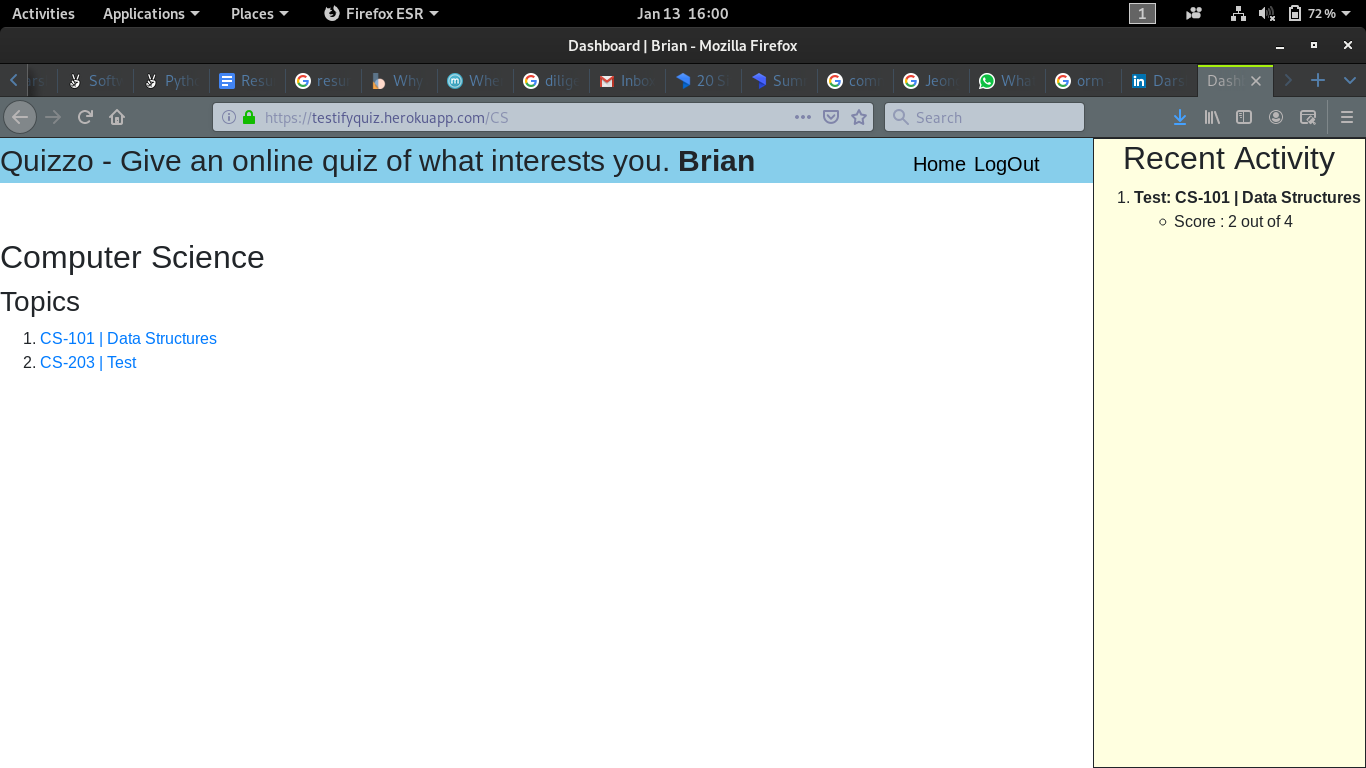 Activities Applications Places Firefox ESR Jan 13 16:00 1 72%
Dashboard | Brian - Mozilla Firefox
Soft Pyth Resu resu Why Whe dilig Inbo 20 S Sum com Jeon Wha orm Dars Dash
https://testifyquiz.herokuapp.com/CS Search
Quizzo - Give an online quiz of what interests you. Brian Home LogOut
Computer Science
Topics
1. CS-101 | Data Structures
2. CS-203 | Test
Recent Activity
1. Test: CS-101 | Data Structures
Score : 2 out of 4